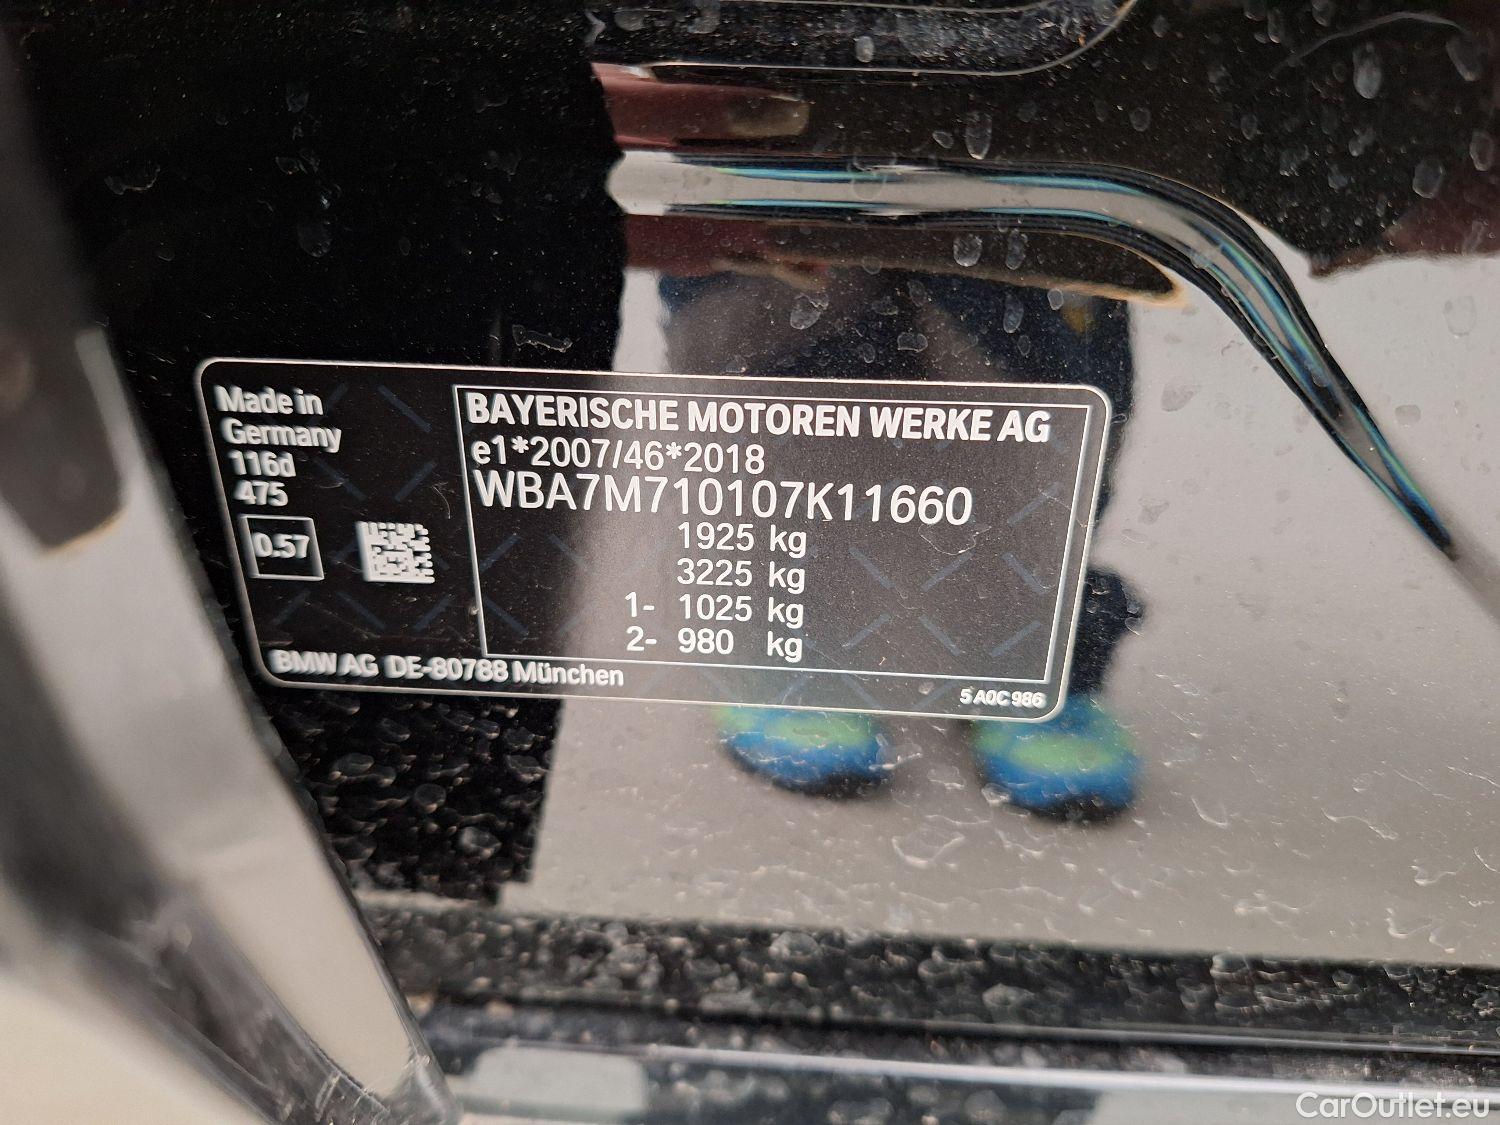 Made in
Germany
116d
475
0.57
BAYERISCHE MOTOREN WERKE AG
e1*2007/46*2018
WBA7M710107K11660
1925 kg
3225 kg
1- 1025 kg
2- 980 kg
BMW AG DE-80788 München
5 A0C 986
CarOutlet.eu